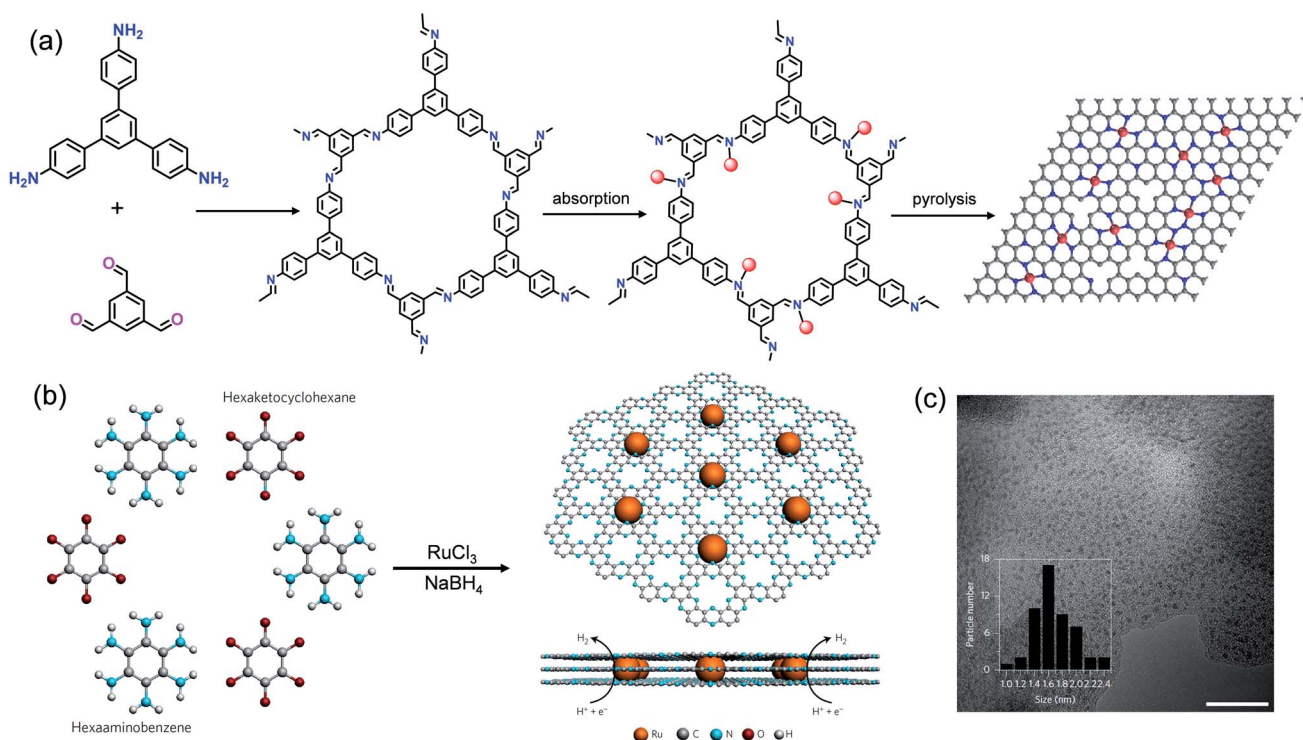 (a)
NH2
H2N
NH2
+
O
O
O
N
N
N
N
N
N
N
N
N
N
N
N
absorption
N
N
N
N
N
N
N
N
N
N
N
N
pyrolysis
(b)
Hexaketocyclohexane
Hexaaminobenzene
RuCl3
NaBH4
H2
H2
H+ + e−
H+ + e−
Ru
C
N
O
H
(c)
Particle number
18
12
6
0
1.0 1.2 1.4 1.6 1.8 2.0 2.2 2.4
Size (nm)